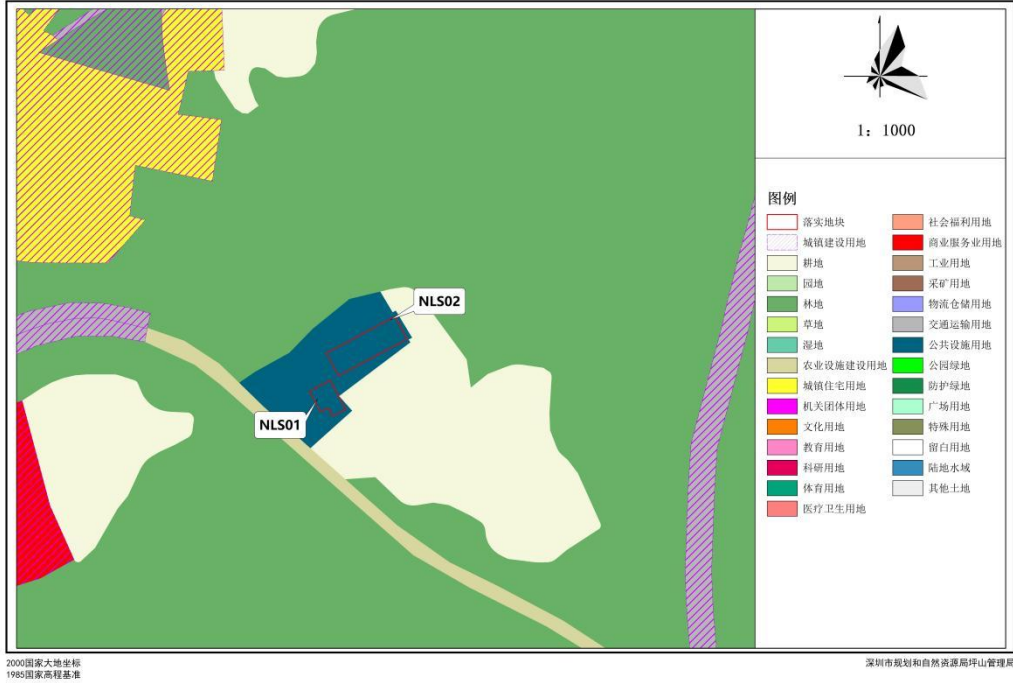 1：1000
图例
落实地块
城镇建设用地
耕地
园地
林地
草地
湿地
农业设施建设用地
城镇住宅用地
机关团体用地
文化用地
教育用地
科研用地
体育用地
医疗卫生用地
社会福利用地
商业服务业用地
工业用地
采矿用地
物流仓储用地
交通运输用地
公共设施用地
公园绿地
防护绿地
广场用地
特殊用地
留白用地
陆地水域
其他土地
NLS02
NLS01
2000国家大地坐标
1985国家高程基准
深圳市规划和自然资源局坪山管理局